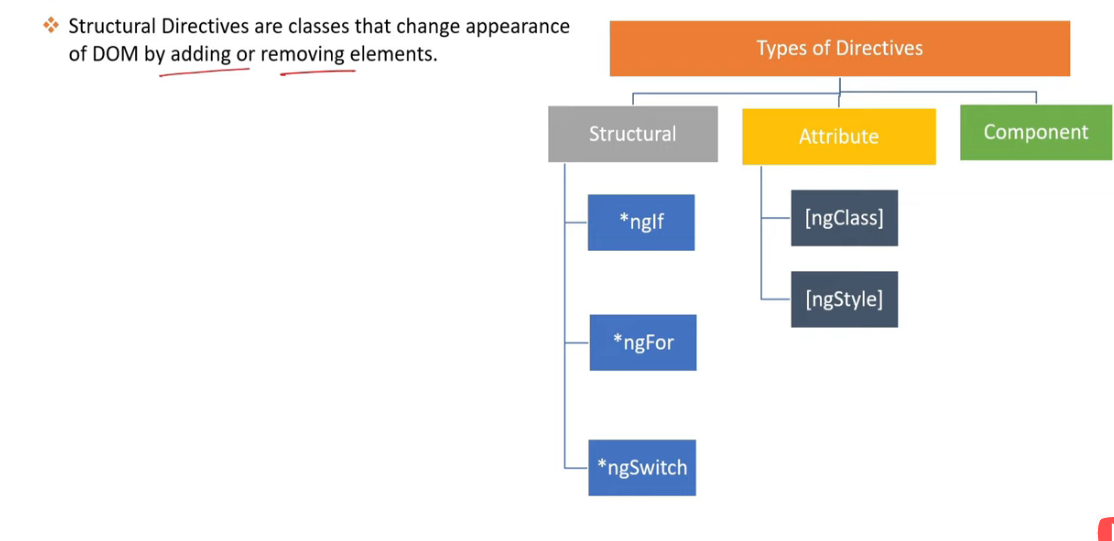 Structural Directives are classes that change appearance
of DOM by adding or removing elements.
Types of Directives
Structural
Attribute
Component
*ngIf
[ngClass]
[ngStyle]
*ngFor
*ngSwitch